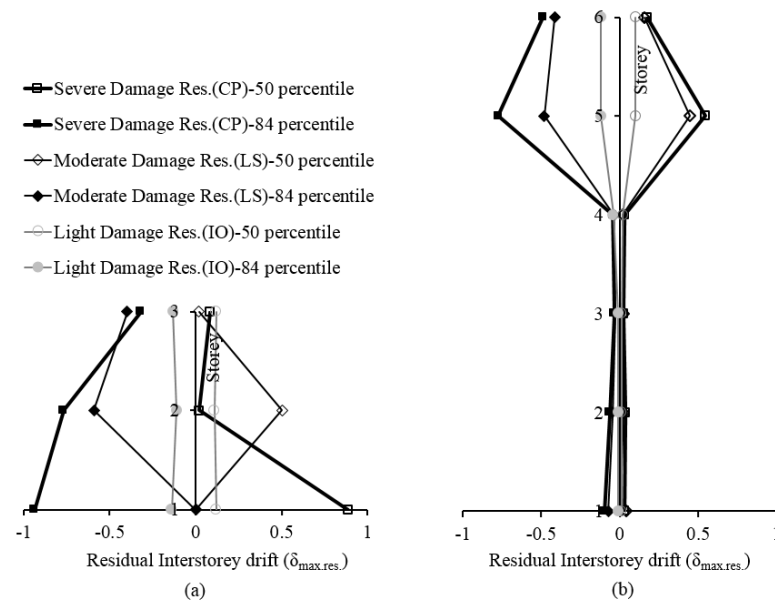 Severe Damage Res.(CP)-50 percentile
Severe Damage Res.(CP)-84 percentile
Moderate Damage Res.(LS)-50 percentile
Moderate Damage Res.(LS)-84 percentile
Light Damage Res.(IO)-50 percentile
Light Damage Res.(IO)-84 percentile
3
Storey
2
1
-1 -0.5 0 0.5 1
Residual Interstorey drift (δmax.res.)
(a)
6
Storey
5
4
3
2
1
-1 -0.5 0 0.5 1
Residual Interstorey drift (δmax.res.)
(b)